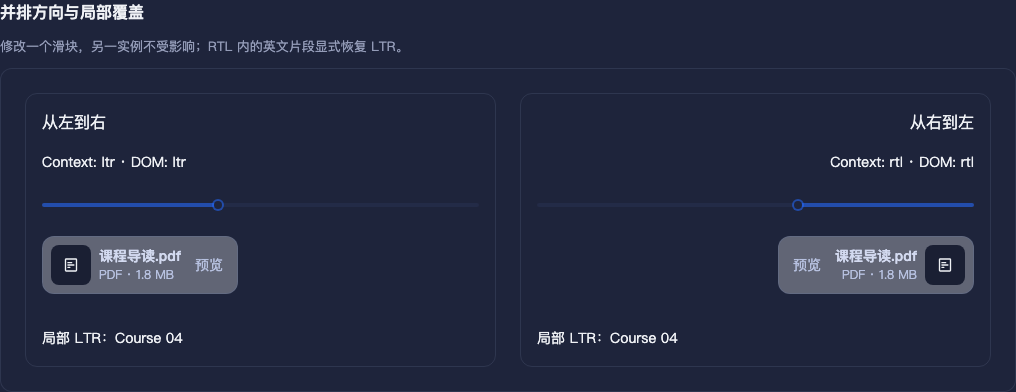 并排方向与局部覆盖
修改一个滑块，另一实例不受影响；RTL 内的英文片段显式恢复 LTR。
从左到右
Context: ltr · DOM: ltr
课程导读.pdf
PDF · 1.8 MB
预览
局部 LTR：Course 04
从右到左
Context: rtl · DOM: rtl
课程导读.pdf
PDF · 1.8 MB
预览
局部 LTR：Course 04